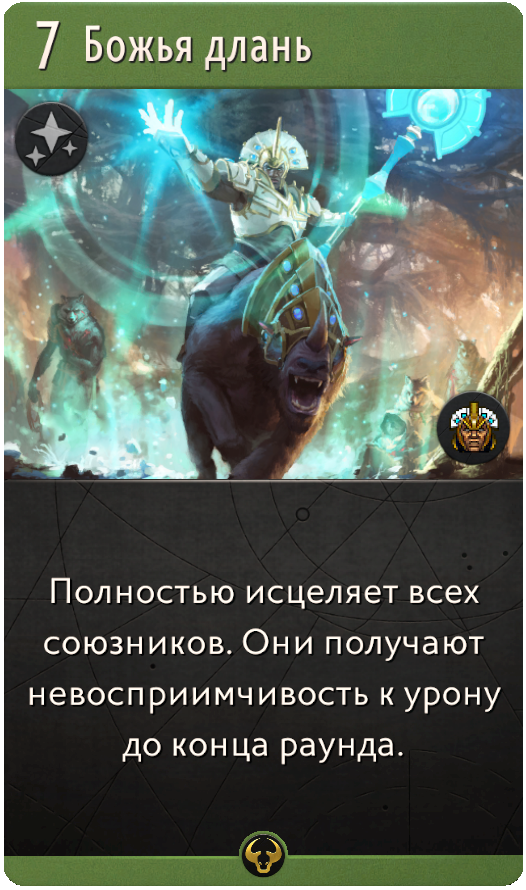 7 Божья длань
Полностью исцеляет всех
союзников. Они получают
невосприимчивость к урону
до конца раунда.